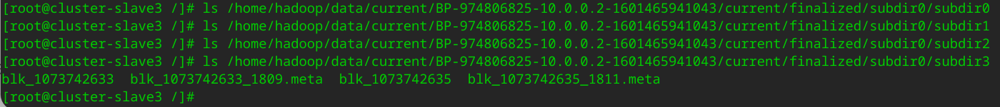 [root@cluster-slave3 /]# ls /home/hadoop/data/current/BP-974806825-10.0.0.2-1601465941043/current/finalized/subdir0/subdir0
[root@cluster-slave3 /]# ls /home/hadoop/data/current/BP-974806825-10.0.0.2-1601465941043/current/finalized/subdir0/subdir1
[root@cluster-slave3 /]# ls /home/hadoop/data/current/BP-974806825-10.0.0.2-1601465941043/current/finalized/subdir0/subdir2
[root@cluster-slave3 /]# ls /home/hadoop/data/current/BP-974806825-10.0.0.2-1601465941043/current/finalized/subdir0/subdir3
blk_1073742633  blk_1073742633_1809.meta  blk_1073742635  blk_1073742635_1811.meta
[root@cluster-slave3 /]#